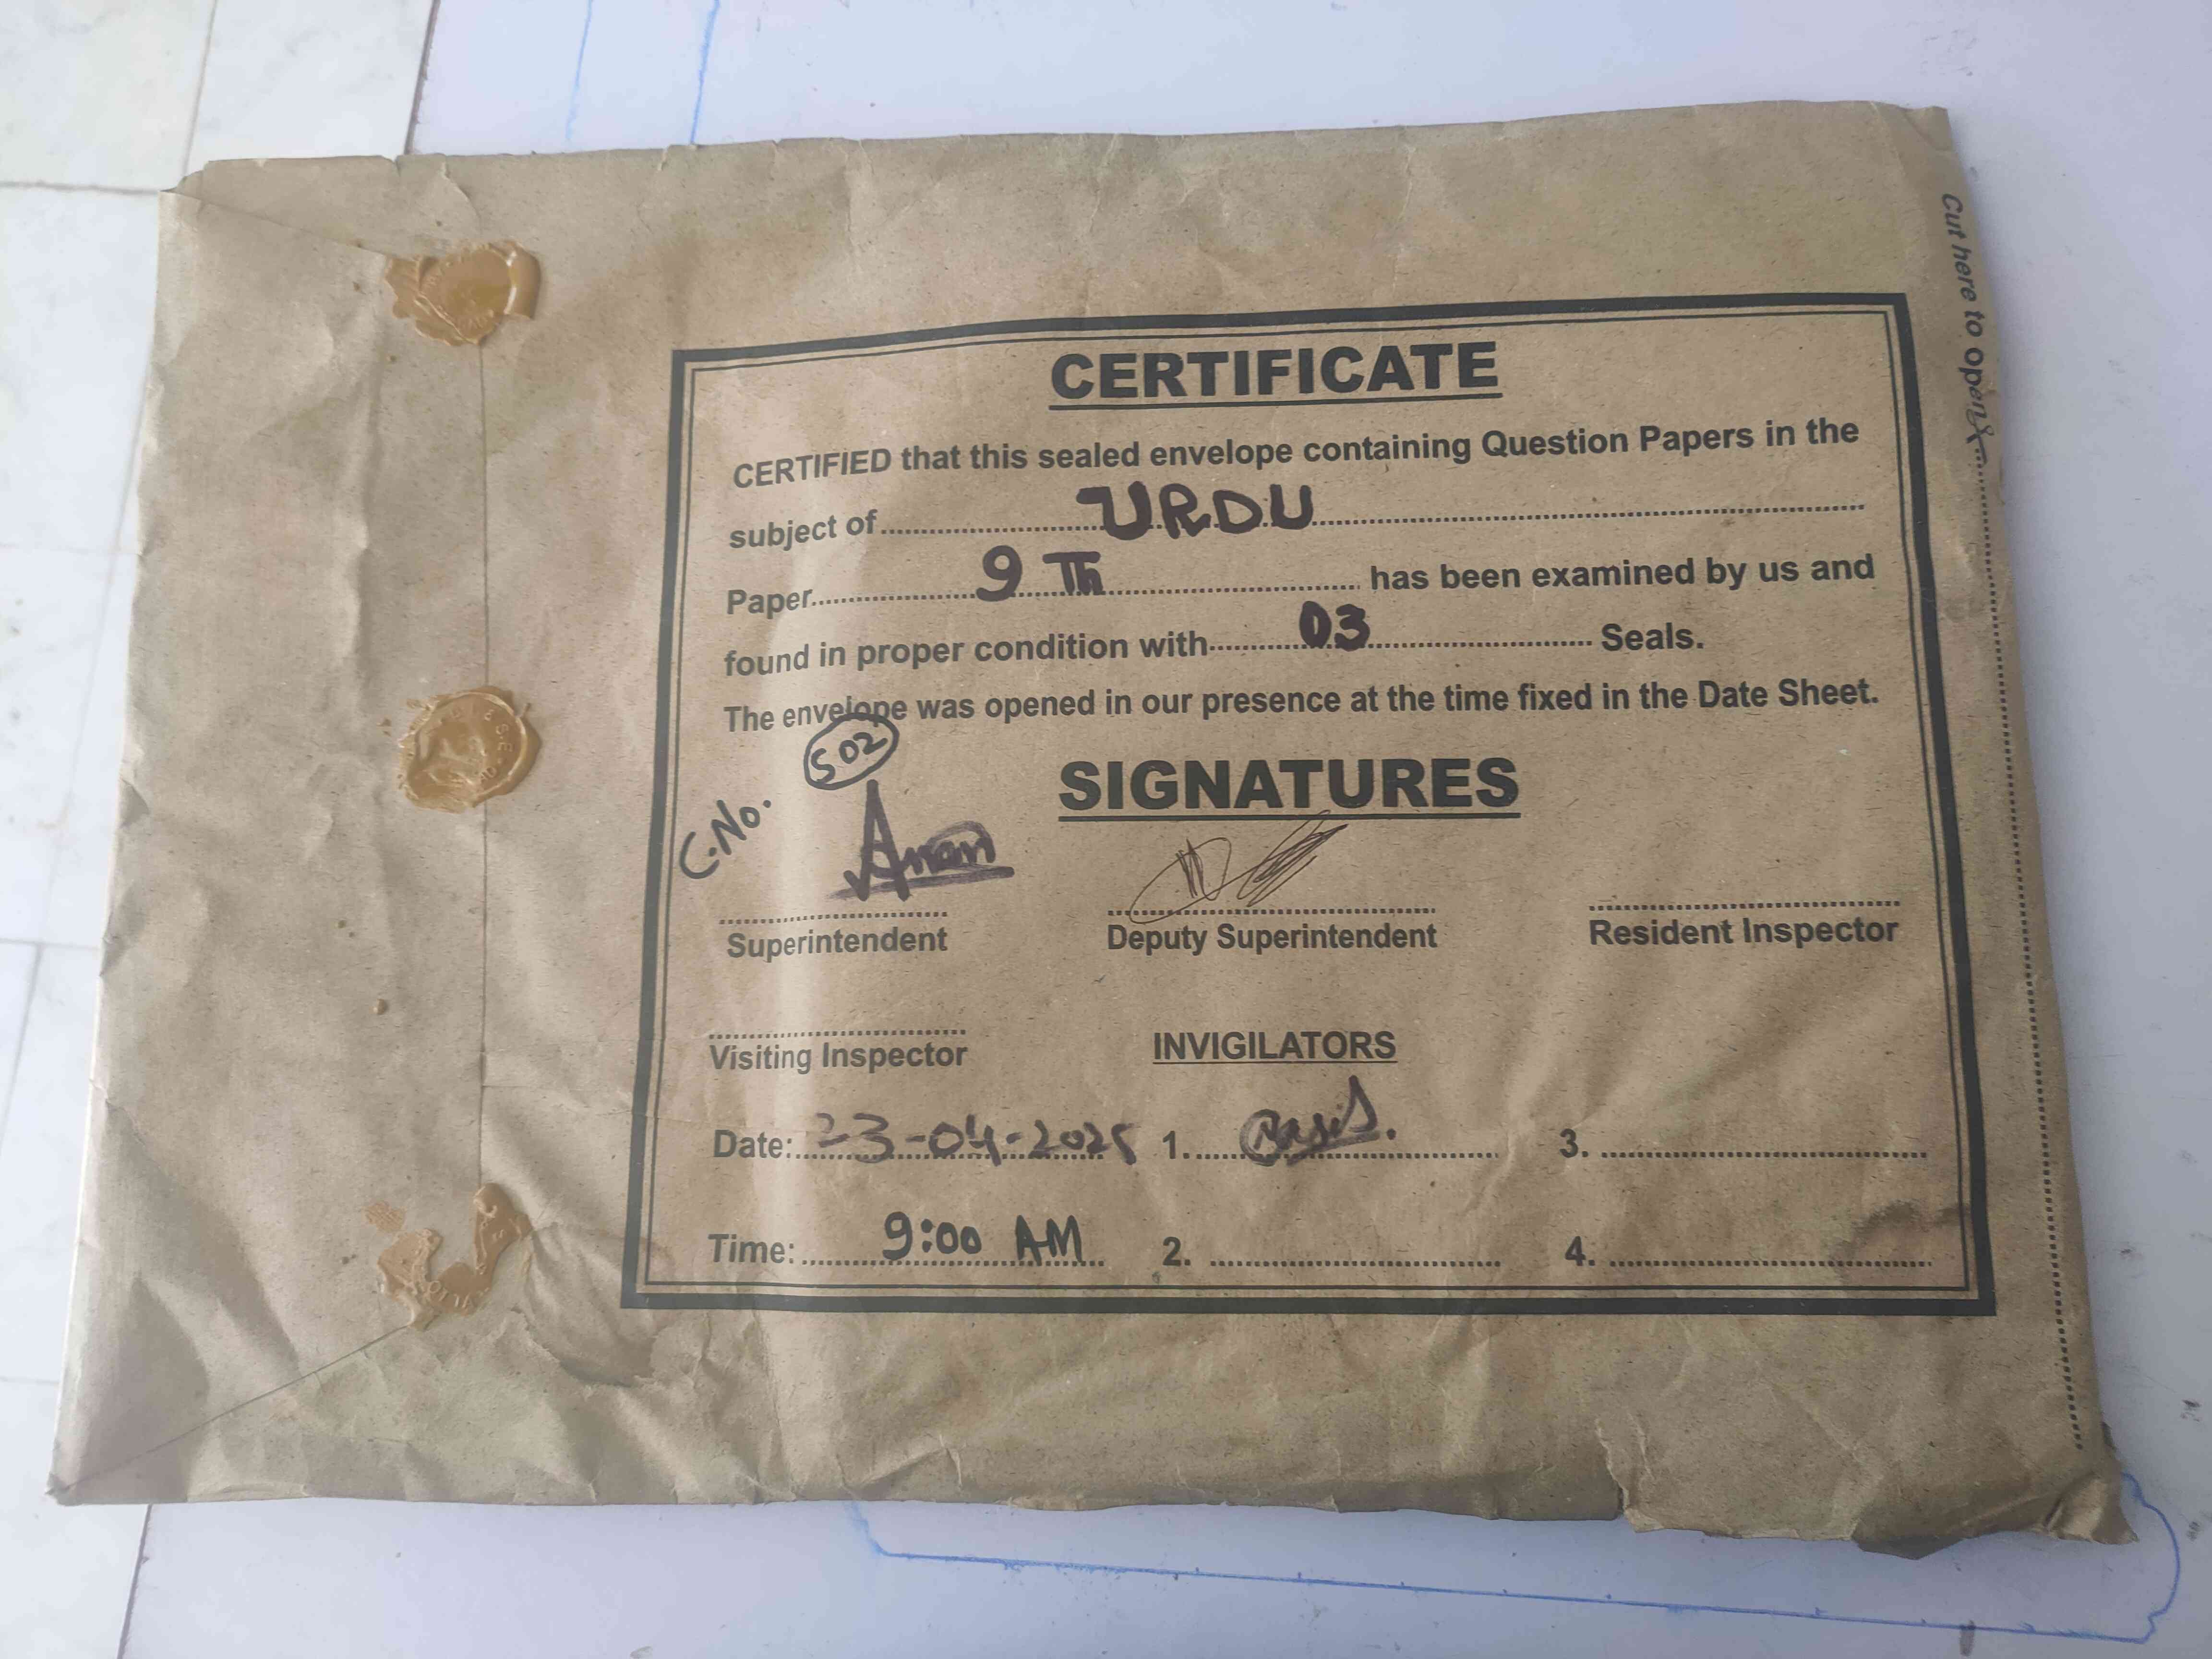 Cut here to open
CERTIFICATE
CERTIFIED that this sealed envelope containing Question Papers in the
subject of........................URDU........................
Paper..................9 Th.................. has been examined by us and
found in proper condition with............03............ Seals.
The envelope was opened in our presence at the time fixed in the Date Sheet.
C.No. 502
SIGNATURES
Superintendent
Deputy Superintendent
Resident Inspector
Visiting Inspector
INVIGILATORS
Date: 23-04-2025 1. Basit. 3. ........................
Time: 9:00 AM 2. ........................ 4. ........................